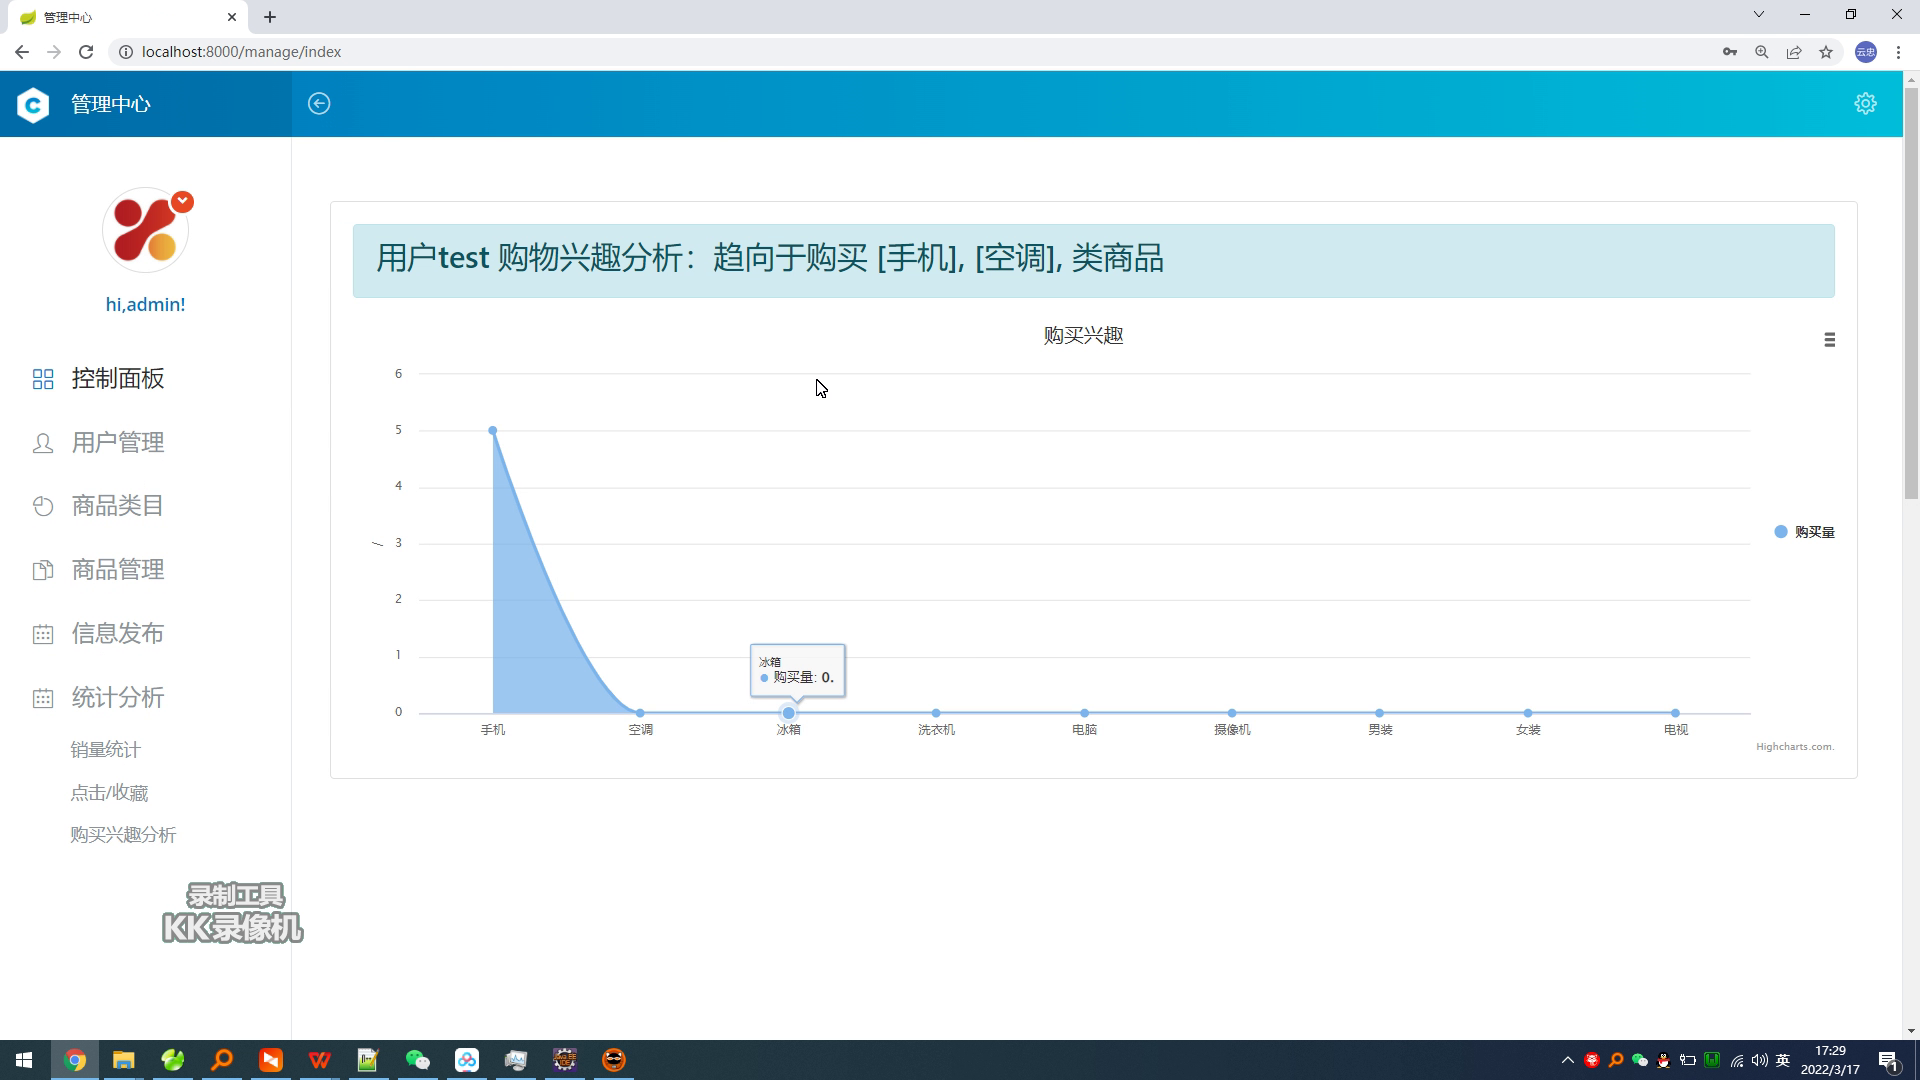 管理中心
localhost:8000/manage/index
云忠
管理中心
hi,admin!
控制面板
用户管理
商品类目
商品管理
信息发布
统计分析
销量统计
点击/收藏
购买兴趣分析
用户test 购物兴趣分析：趋向于购买 [手机], [空调], 类商品
购买兴趣
6
5
4
3
2
1
0
/
冰箱
购买量: 0.
购买量
手机 空调 冰箱 洗衣机 电脑 摄像机 男装 女装 电视
Highcharts.com.
录制工具
KK录像机
英
17:29
2022/3/17
1